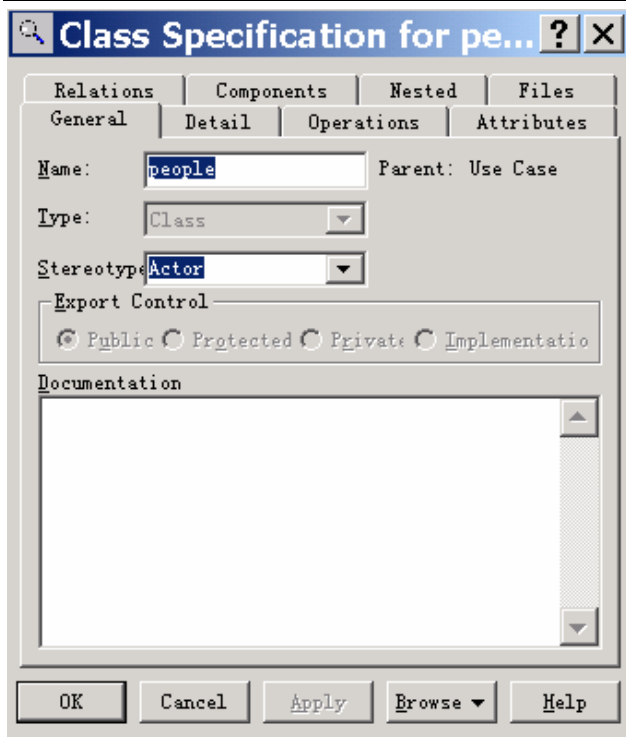 Class Specification for pe...
Relations Components Nested Files
General Detail Operations Attributes
Name: people Parent: Use Case
Type: Class
Stereotype Actor
Export Control
Public Protected Private Implementatio
Documentation
OK Cancel Apply Browse Help